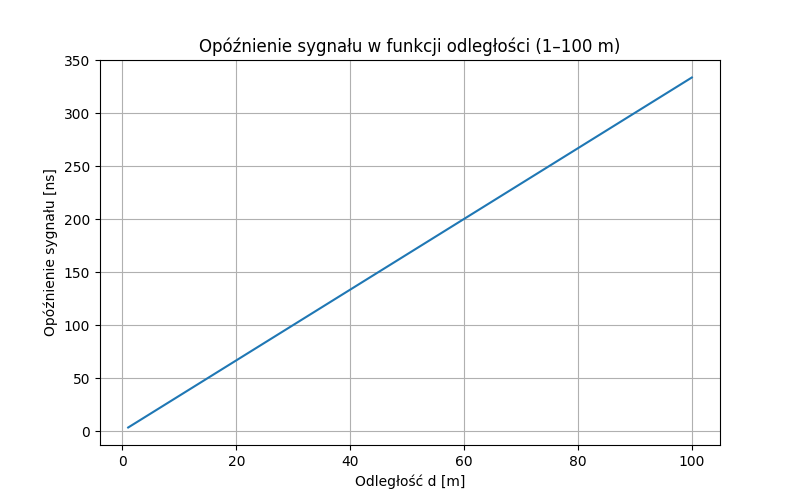 Opóźnienie sygnału w funkcji odległości (1–100 m)
350
300
250
200
150
100
50
0
Opóźnienie sygnału [ns]
0 20 40 60 80 100
Odległość d [m]